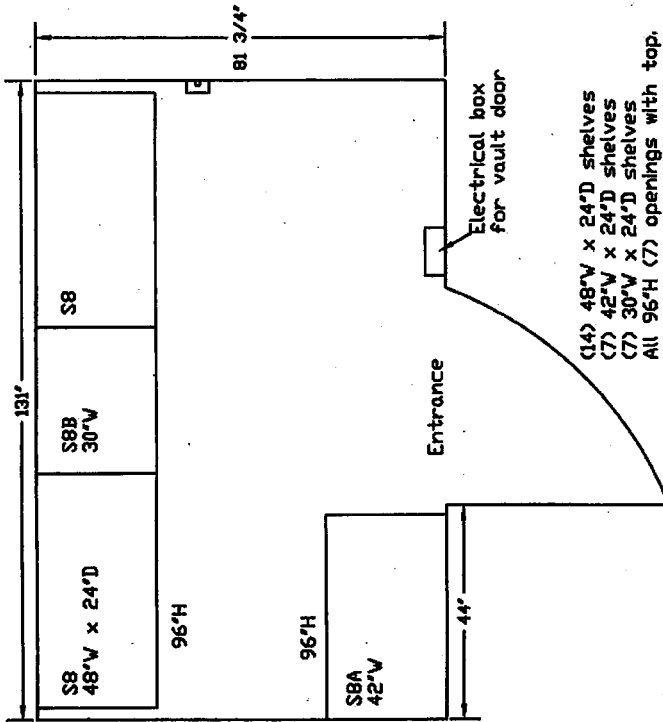 131"
81 3/4"
S8
48"W x 24"D
S8B
30"W
S8
96"H
96"H
S8A
42"W
44"
Entrance
Electrical box
for vault door
(14) 48"W x 24"D shelves
(7) 42"W x 24"D shelves
(7) 30"W x 24"D shelves
All 96"H (7) openings with top.